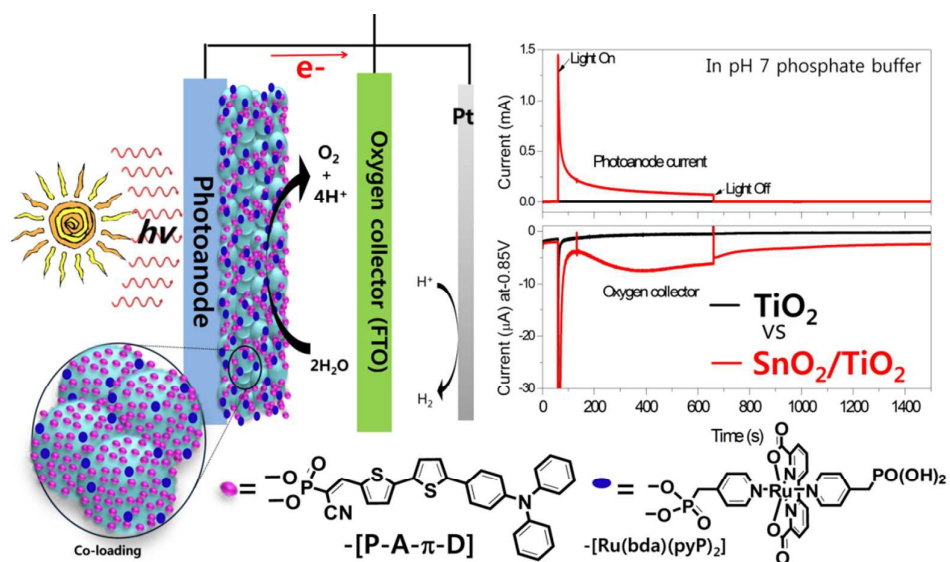 e-
Photoanode
hν
O2
+
4H+
2H2O
Oxygen collector (FTO)
Pt
H+
H2
Co-loading
In pH 7 phosphate buffer
Light On
Photoanode current
Light Off
Current (mA)
1.5
1.0
0.5
0.0
Oxygen collector
TiO2
VS
SnO2/TiO2
Current (μA) at-0.85V
0
-10
-20
-30
0 200 400 600 800 1000 1200 1400
Time (s)
=
-O
-O
O
P
CN
S
S
N
-[P-A-π-D]
=
-O
P
O
O-
N
Ru
N
N
N
O
O
O
O
PO(OH)2
-[Ru(bda)(pyP)2]